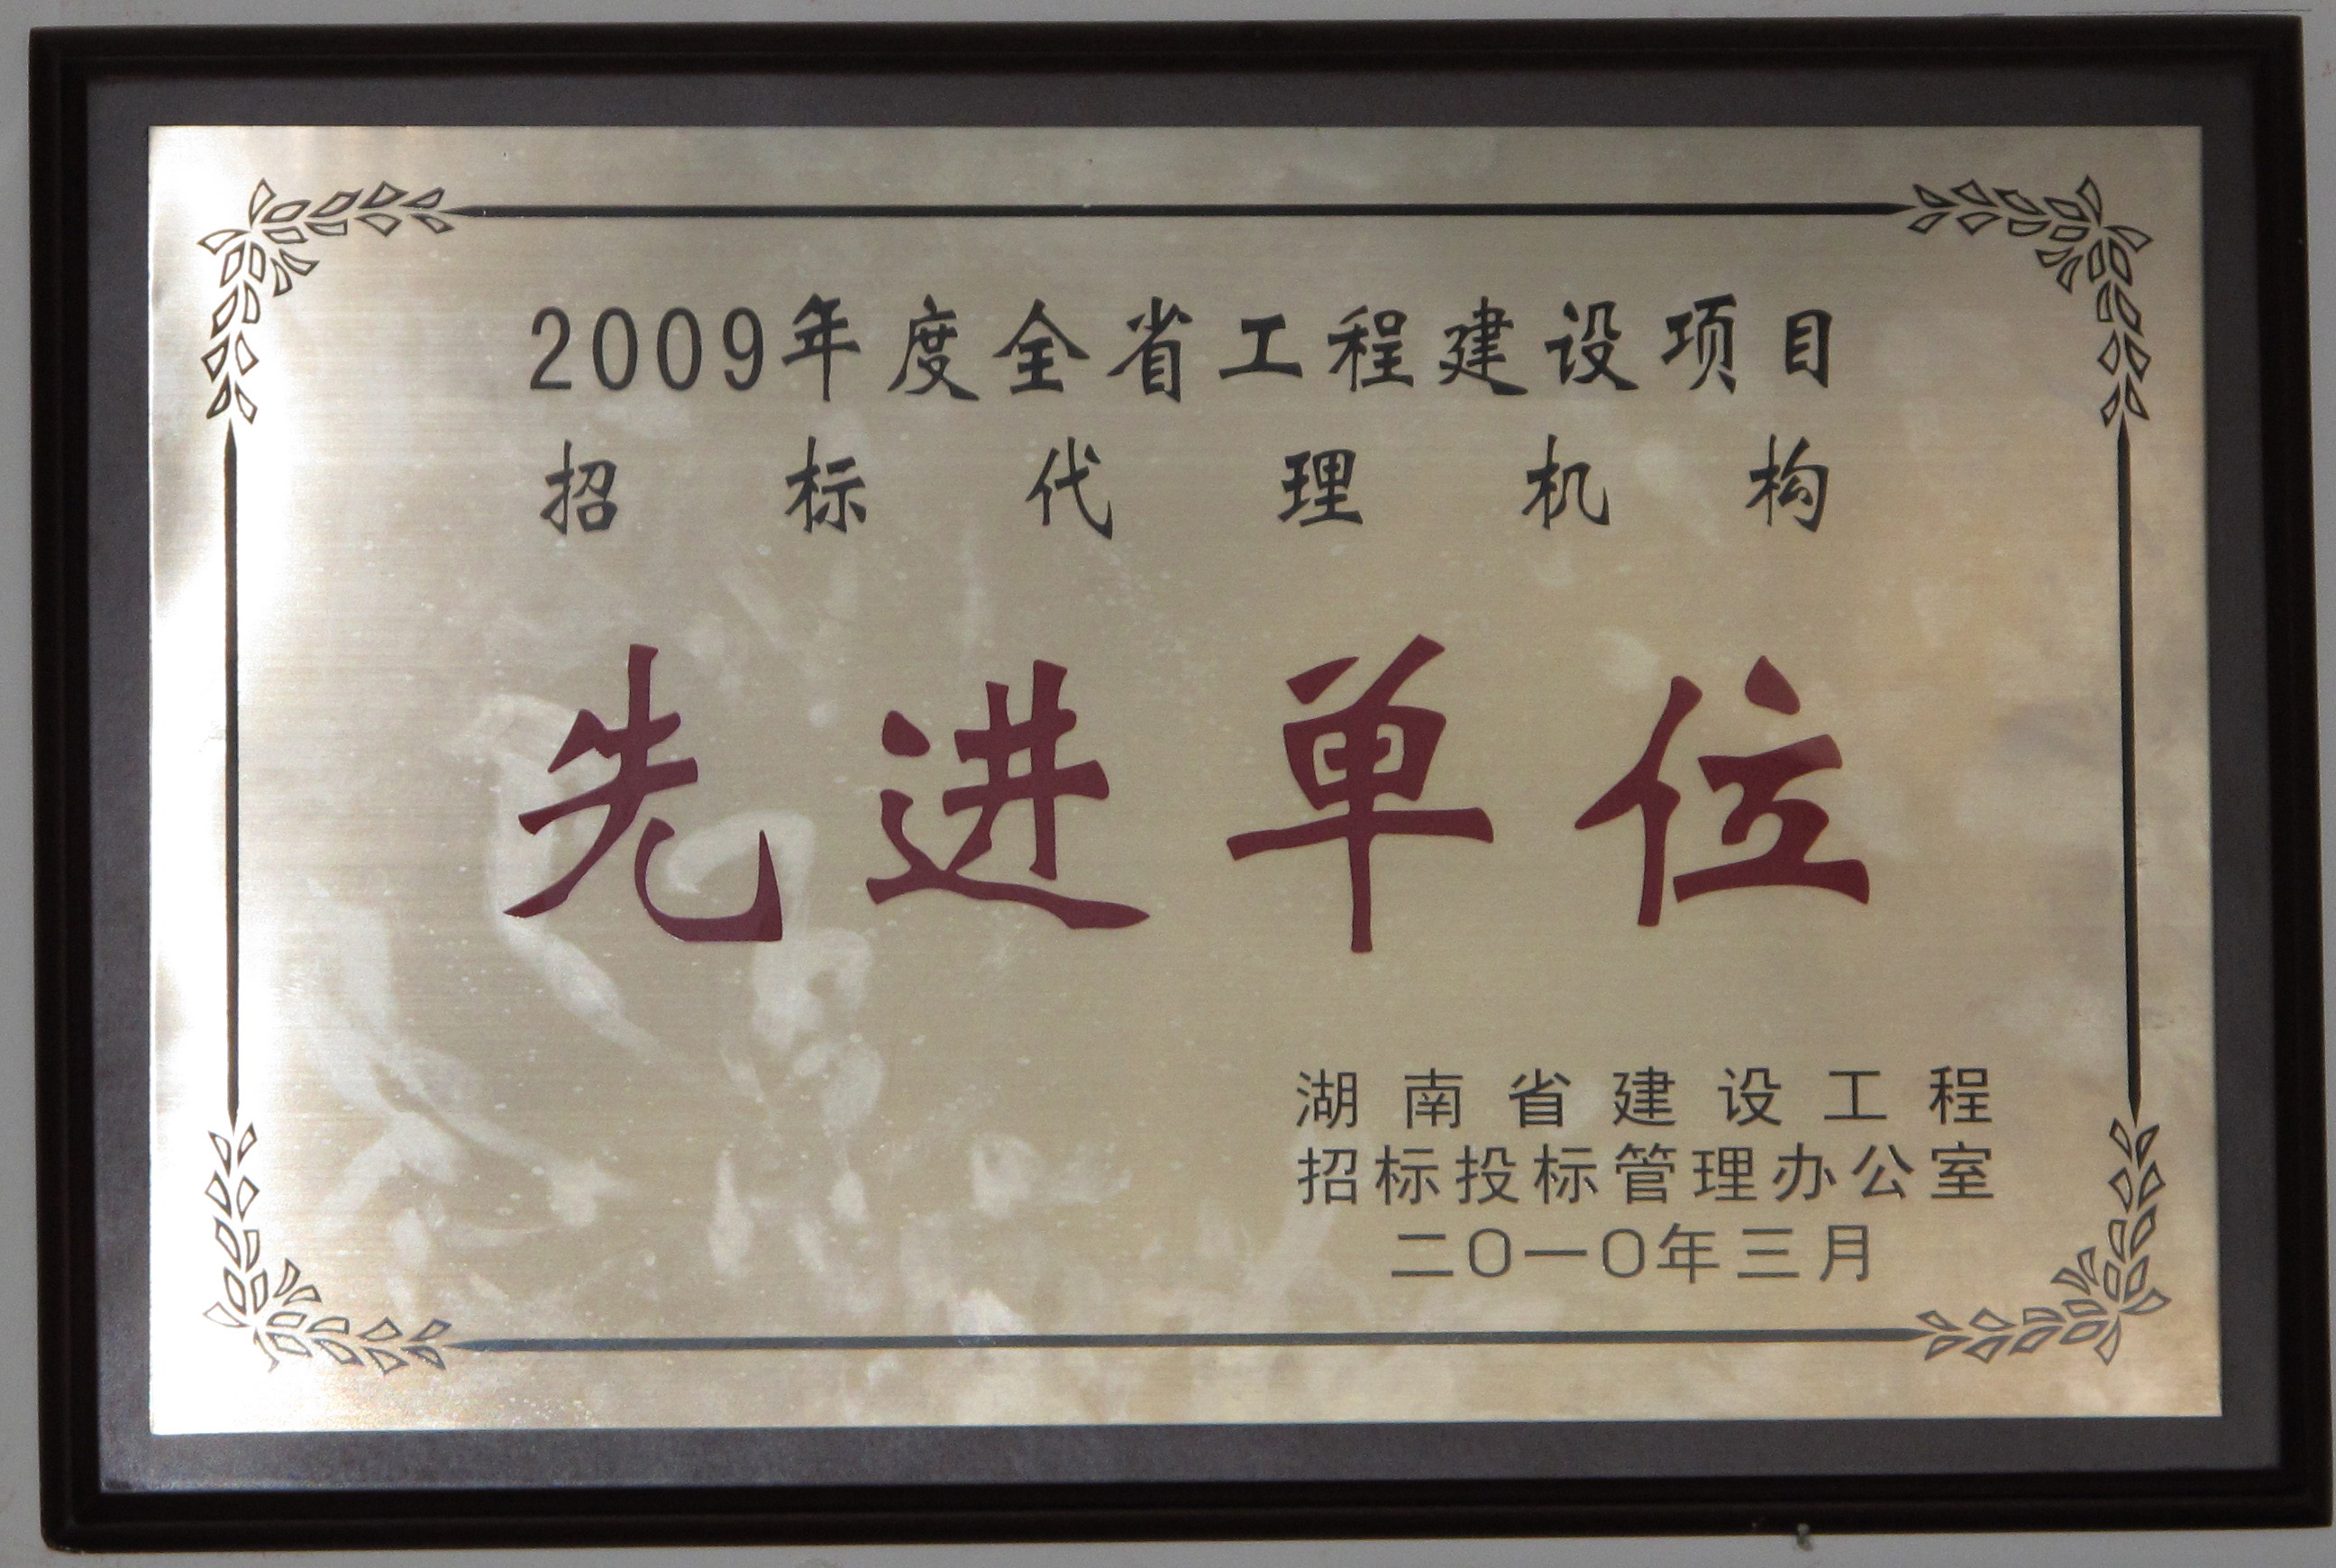 2009年度全省工程建设项目
招标代理机构
先进单位
湖南省建设工程
招标投标管理办公室
二〇一〇年三月